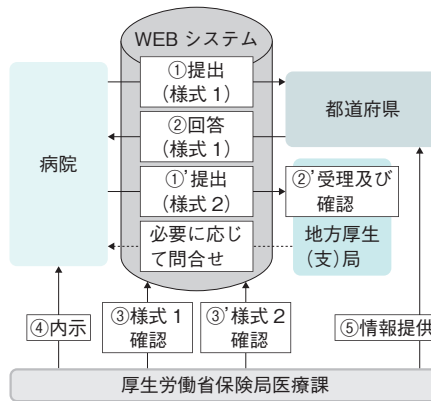 WEB システム
①提出
(様式 1)
都道府県
②回答
(様式 1)
病院
①'提出
(様式 2)
②'受理及び
確認
必要に応じ
て問合せ
地方厚生
(支)局
③様式 1
確認
③'様式 2
確認
④内示
⑤情報提供
厚生労働省保険局医療課